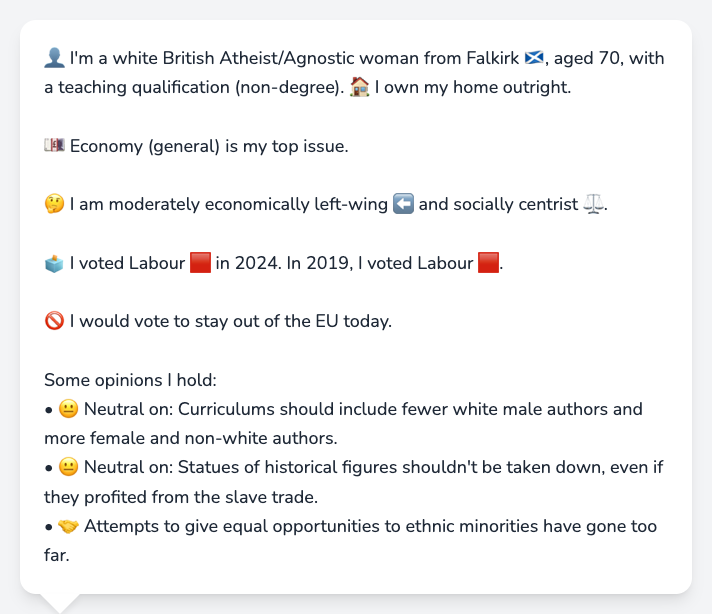 👤 I'm a white British Atheist/Agnostic woman from Falkirk 🏴󠁧󠁢󠁳󠁣󠁴󠁿, aged 70, with
a teaching qualification (non-degree). 🏠 I own my home outright.
💷 Economy (general) is my top issue.
🤔 I am moderately economically left-wing ⬅️ and socially centrist ⚖️.
🗳️ I voted Labour 🟥 in 2024. In 2019, I voted Labour 🟥.
🚫 I would vote to stay out of the EU today.
Some opinions I hold:
• 😐 Neutral on: Curriculums should include fewer white male authors and
more female and non-white authors.
• 😐 Neutral on: Statues of historical figures shouldn't be taken down, even if
they profited from the slave trade.
• 🤝 Attempts to give equal opportunities to ethnic minorities have gone too
far.